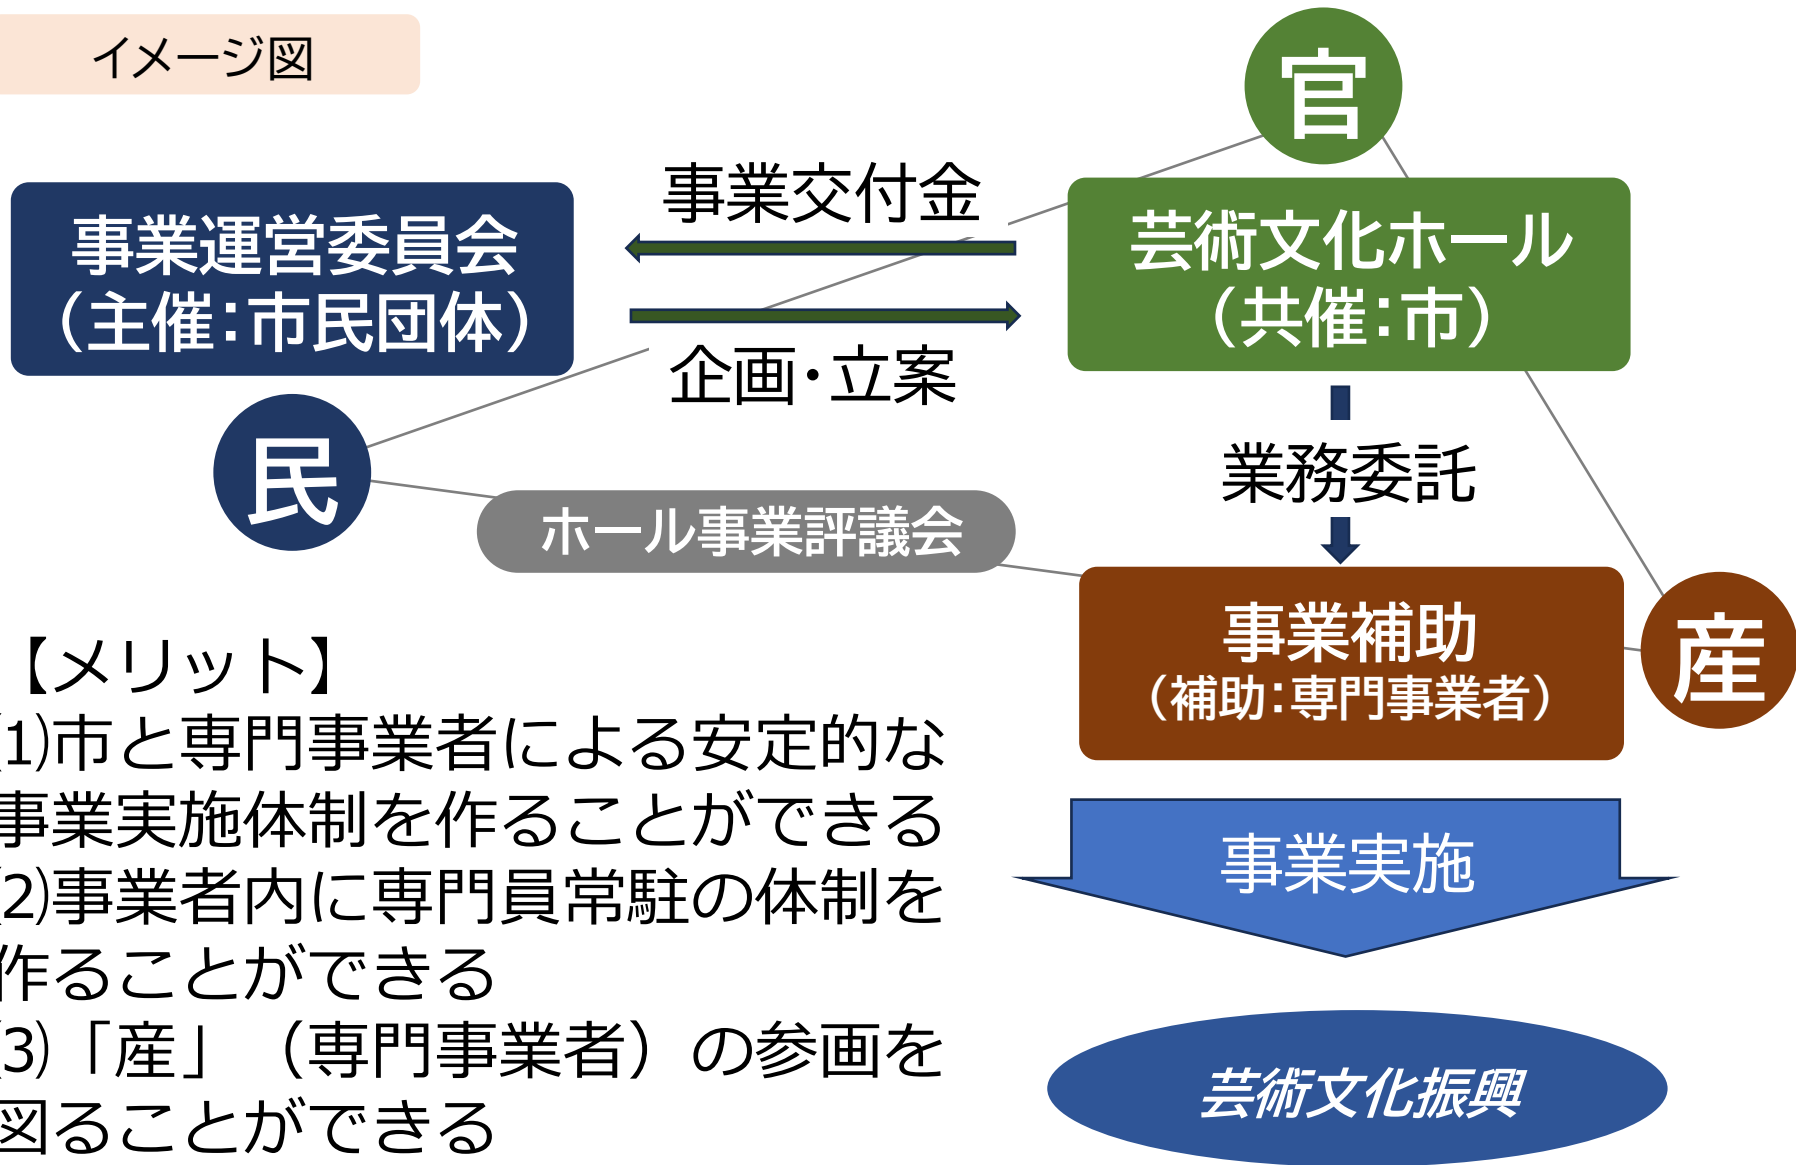 イメージ図
官
事業運営委員会
（主催：市民団体）
事業交付金
企画・立案
芸術文化ホール
（共催：市）
民
業務委託
ホール事業評議会
事業補助
（補助：専門事業者）
産
【メリット】
⑴市と専門事業者による安定的な
事業実施体制を作ることができる
⑵事業者内に専門員常駐の体制を
作ることができる
⑶「産」（専門事業者）の参画を
図ることができる
事業実施
芸術文化振興